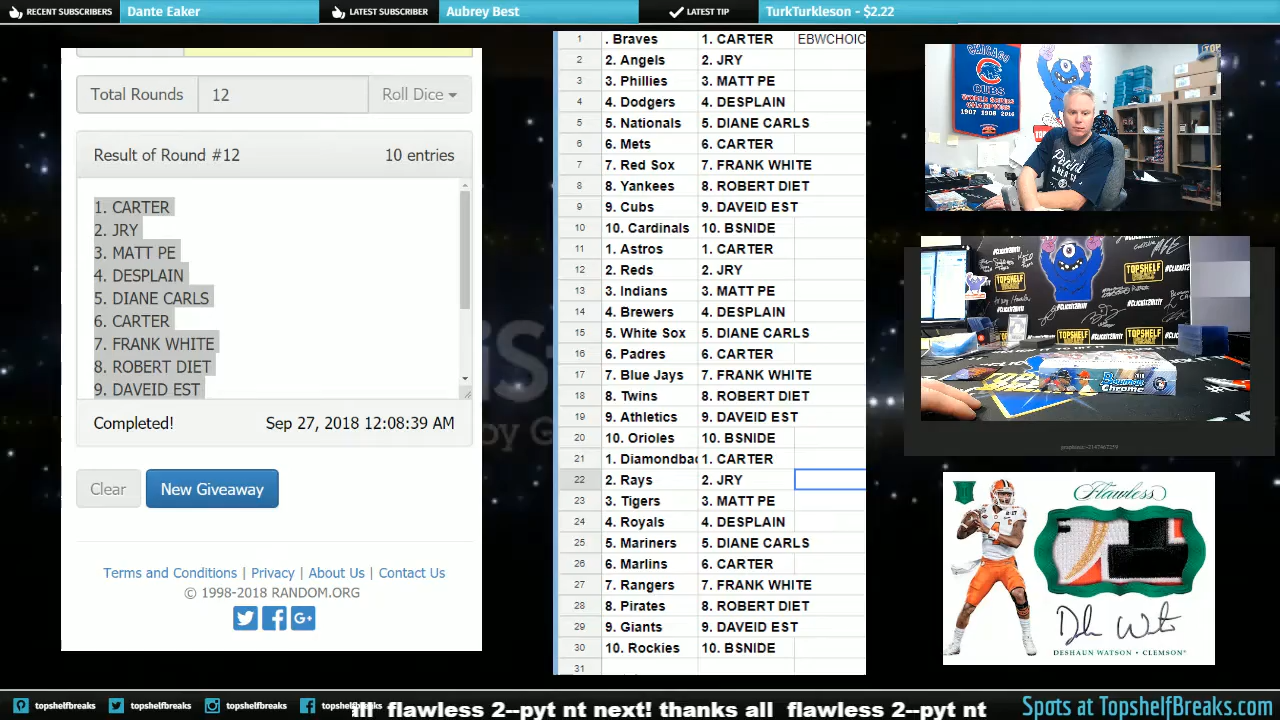 RECENT SUBSCRIBERS Dante Eaker LATEST SUBSCRIBER Aubrey Best LATEST TIP TurkTurkleson - $2.22
Total Rounds 12 Roll Dice
Result of Round #12 10 entries
1. CARTER
2. JRY
3. MATT PE
4. DESPLAIN
5. DIANE CARLS
6. CARTER
7. FRANK WHITE
8. ROBERT DIET
9. DAVEID EST
Completed! Sep 27, 2018 12:08:39 AM
Clear New Giveaway
Terms and Conditions | Privacy | About Us | Contact Us
© 1998-2018 RANDOM.ORG
1 . Braves 1. CARTER EBWCHOIC
2 2. Angels 2. JRY
3 3. Phillies 3. MATT PE
4 4. Dodgers 4. DESPLAIN
5 5. Nationals 5. DIANE CARLS
6 6. Mets 6. CARTER
7 7. Red Sox 7. FRANK WHITE
8 8. Yankees 8. ROBERT DIET
9 9. Cubs 9. DAVEID EST
10 10. Cardinals 10. BSNIDE
11 1. Astros 1. CARTER
12 2. Reds 2. JRY
13 3. Indians 3. MATT PE
14 4. Brewers 4. DESPLAIN
15 5. White Sox 5. DIANE CARLS
16 6. Padres 6. CARTER
17 7. Blue Jays 7. FRANK WHITE
18 8. Twins 8. ROBERT DIET
19 9. Athletics 9. DAVEID EST
20 10. Orioles 10. BSNIDE
21 1. Diamondbac 1. CARTER
22 2. Rays 2. JRY
23 3. Tigers 3. MATT PE
24 4. Royals 4. DESPLAIN
25 5. Mariners 5. DIANE CARLS
26 6. Marlins 6. CARTER
27 7. Rangers 7. FRANK WHITE
28 8. Pirates 8. ROBERT DIET
29 9. Giants 9. DAVEID EST
30 10. Rockies 10. BSNIDE
31
CHICAGO
CUBS
WORLD SERIES
CHAMPIONS
1907 1908 2016
TOPSHELF
BREAKS
#CLICKITZRITY
TOPSHELF
TOPSHELF
Bowman
Chrome
Flawless
DESHAUN WATSON • CLEMSON
topshelfbreaks topshelfbreaks topshelfbreaks topshelfbreaks
flawless 2--pyt nt next! thanks all flawless 2--pyt nt
Spots at TopshelfBreaks.com